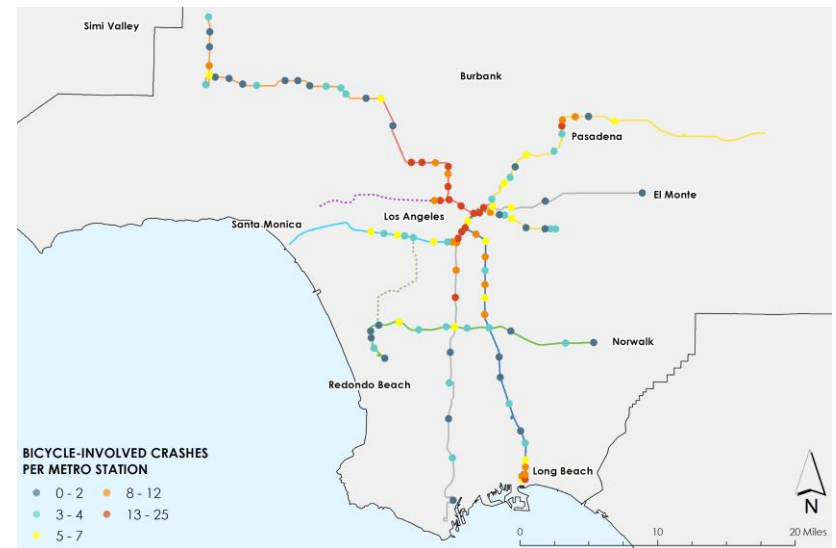 Simi Valley
Burbank
Pasadena
El Monte
Los Angeles
Santa Monica
Norwalk
Redondo Beach
BICYCLE-INVOLVED CRASHES
PER METRO STATION
0 - 2
8 - 12
3 - 4
13 - 25
5 - 7
Long Beach
N
0
10
20 Miles